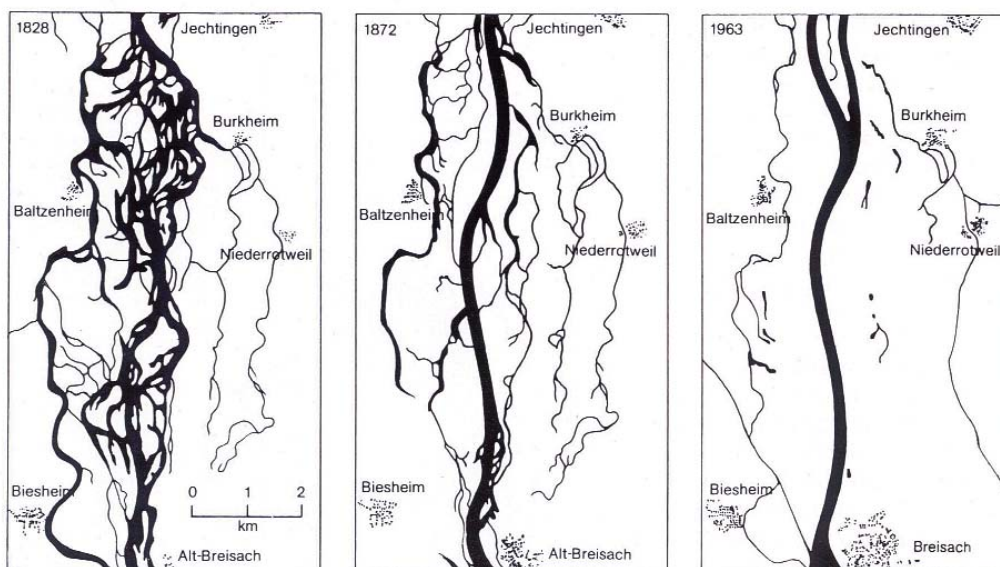 1828
Jechtingen
Burkheim
Baltzenheim
Niederrotweil
Biesheim
0 1 2
km
Alt-Breisach
1872
Jechtingen
Burkheim
Baltzenheim
Niederrotweil
Biesheim
Alt-Breisach
1963
Jechtingen
Burkheim
Baltzenheim
Niederrotweil
Biesheim
Breisach